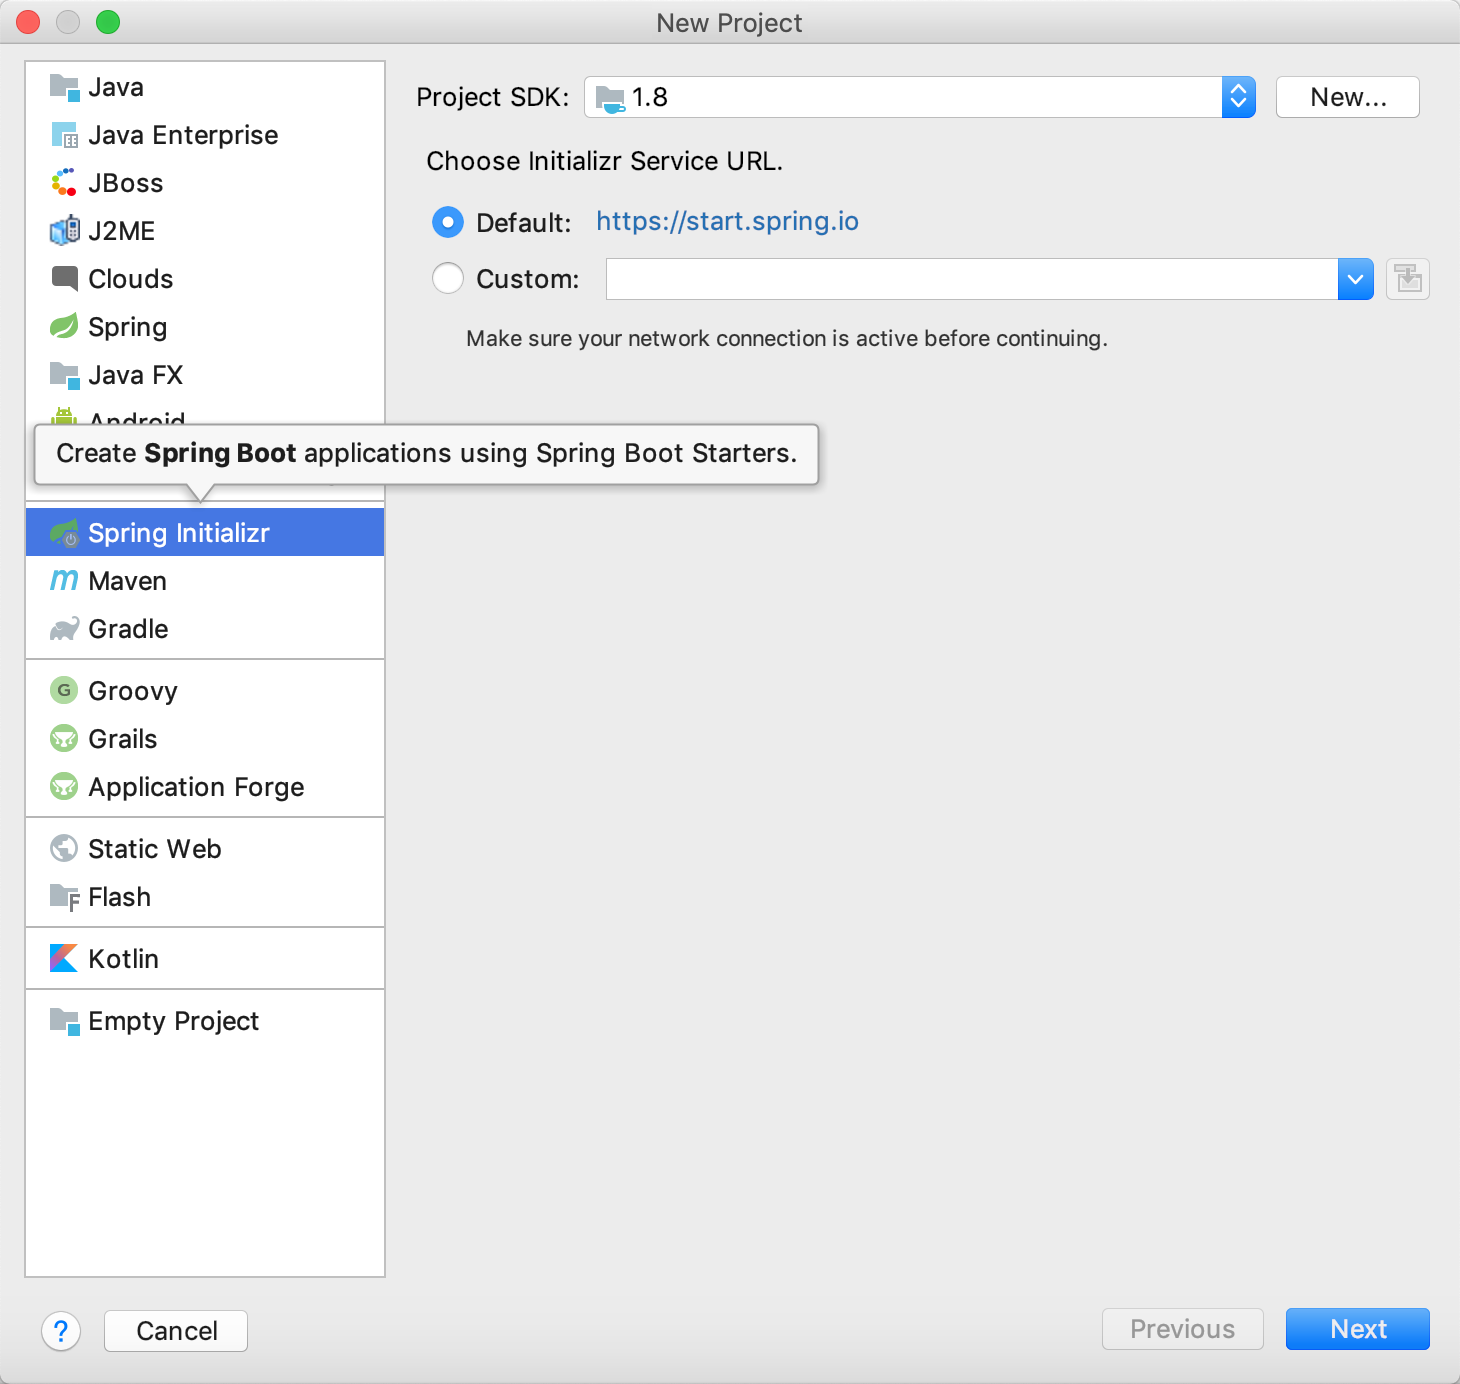 New Project
Java
Java Enterprise
JBoss
J2ME
Clouds
Spring
Java FX
Android
Create Spring Boot applications using Spring Boot Starters.
Spring Initializr
Maven
Gradle
Groovy
Grails
Application Forge
Static Web
Flash
Kotlin
Empty Project
Project SDK: 1.8 New...
Choose Initializr Service URL.
Default: https://start.spring.io
Custom:
Make sure your network connection is active before continuing.
? Cancel Previous Next